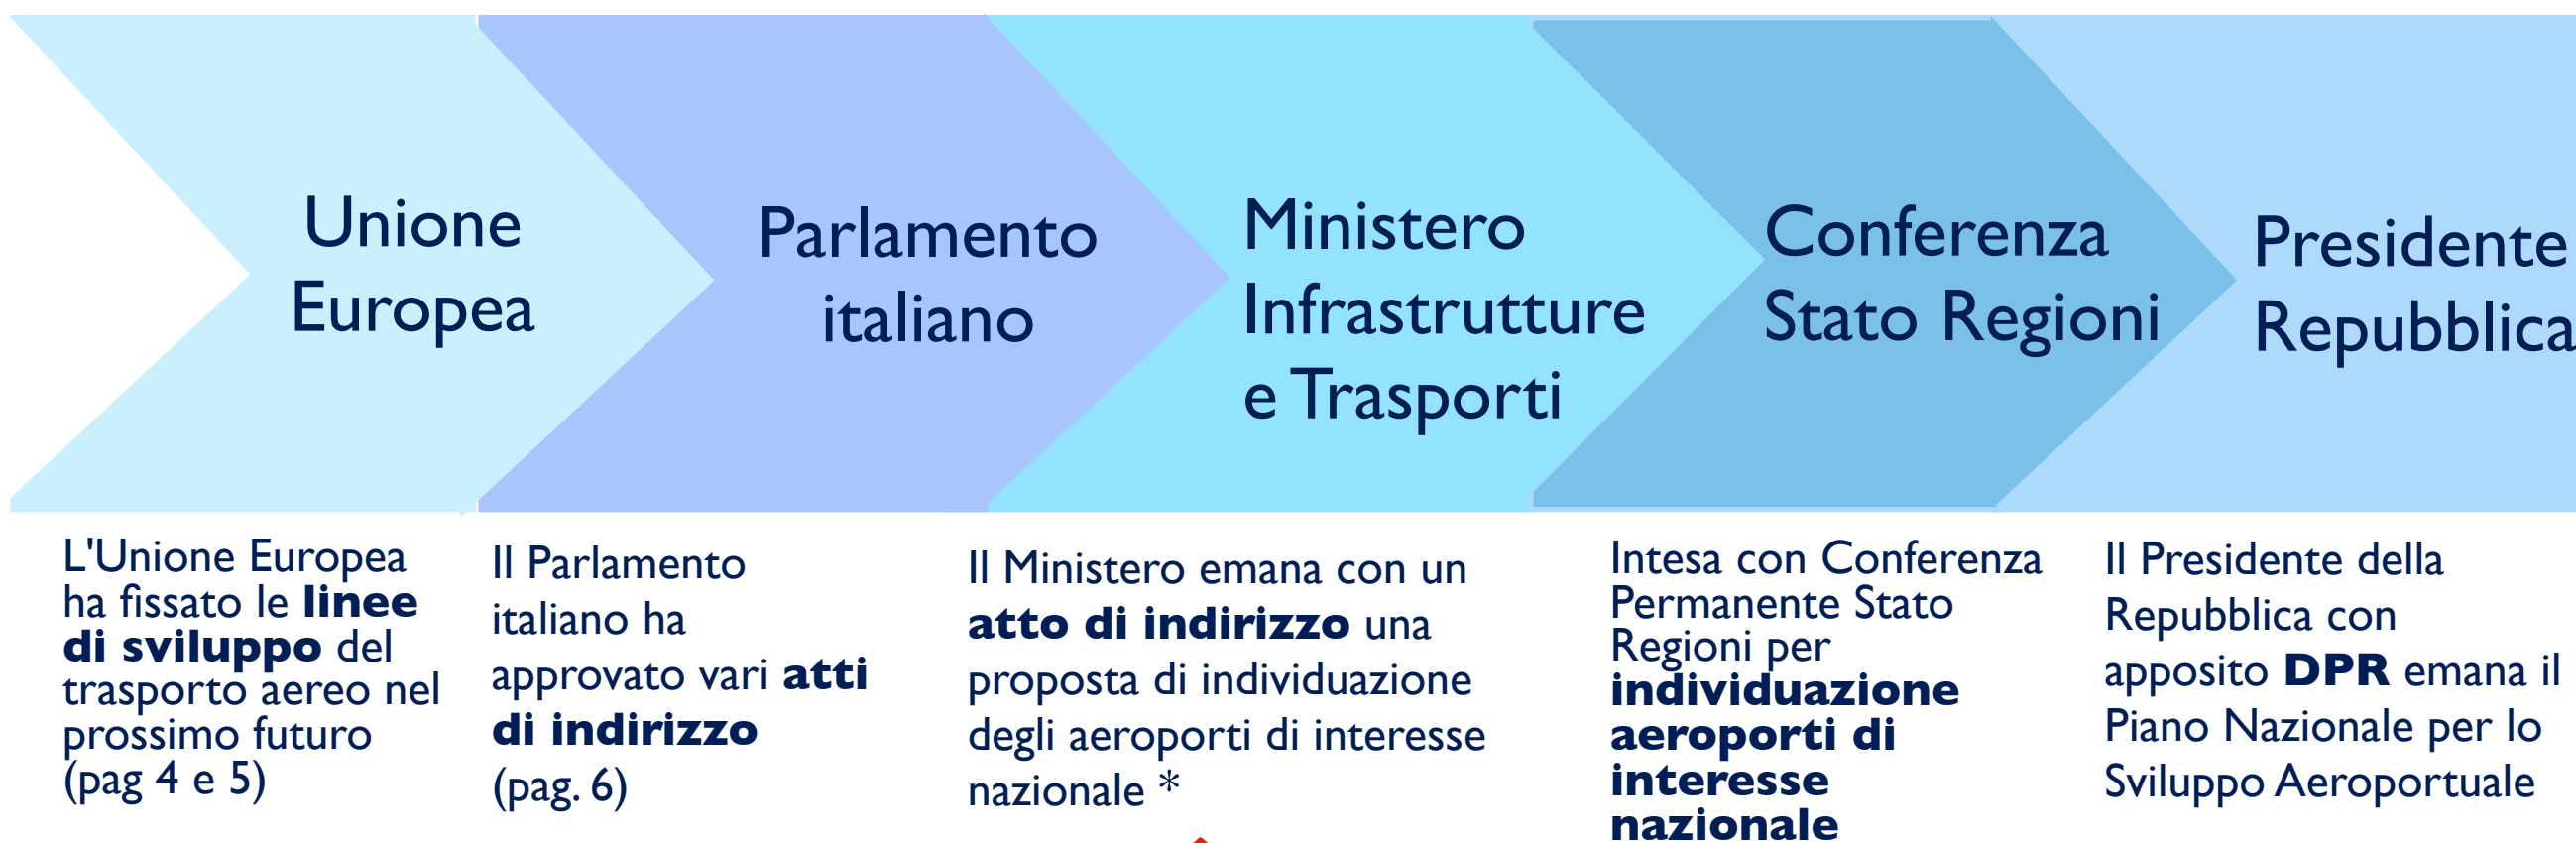 Unione
Europea
Parlamento
italiano
Ministero
Infrastrutture
e Trasporti
Conferenza
Stato Regioni
Presidente
Repubblica
L'Unione Europea
ha fissato le linee
di sviluppo del
trasporto aereo nel
prossimo futuro
(pag 4 e 5)
Il Parlamento
italiano ha
approvato vari atti
di indirizzo
(pag. 6)
Il Ministero emana con un
atto di indirizzo una
proposta di individuazione
degli aeroporti di interesse
nazionale *
Intesa con Conferenza
Permanente Stato
Regioni per
individuazione
aeroporti di
interesse
nazionale
Il Presidente della
Repubblica con
apposito DPR emana il
Piano Nazionale per lo
Sviluppo Aeroportuale